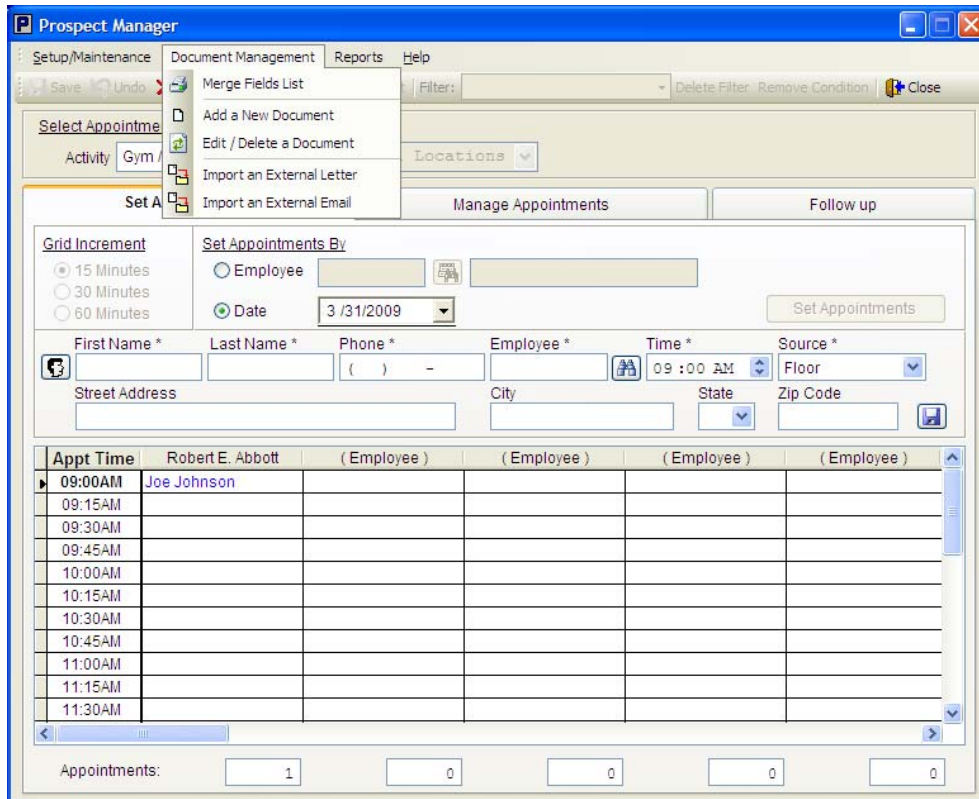 Prospect Manager
Setup/Maintenance Document Management Reports Help
Save Undo Filter: Delete Filter Remove Condition Close
Merge Fields List
Add a New Document
Edit / Delete a Document
Import an External Letter
Import an External Email
Select Appointme
Activity Gym / Locations
Set A Manage Appointments Follow up
Grid Increment Set Appointments By
15 Minutes Employee
30 Minutes
60 Minutes Date 3 /31/2009 Set Appointments
First Name * Last Name * Phone * Employee * Time * Source *
( ) - 09 :00 AM Floor
Street Address City State Zip Code
Appt Time Robert E. Abbott ( Employee ) ( Employee ) ( Employee ) ( Employee )
09:00AM Joe Johnson
09:15AM
09:30AM
09:45AM
10:00AM
10:15AM
10:30AM
10:45AM
11:00AM
11:15AM
11:30AM
Appointments: 1 0 0 0 0